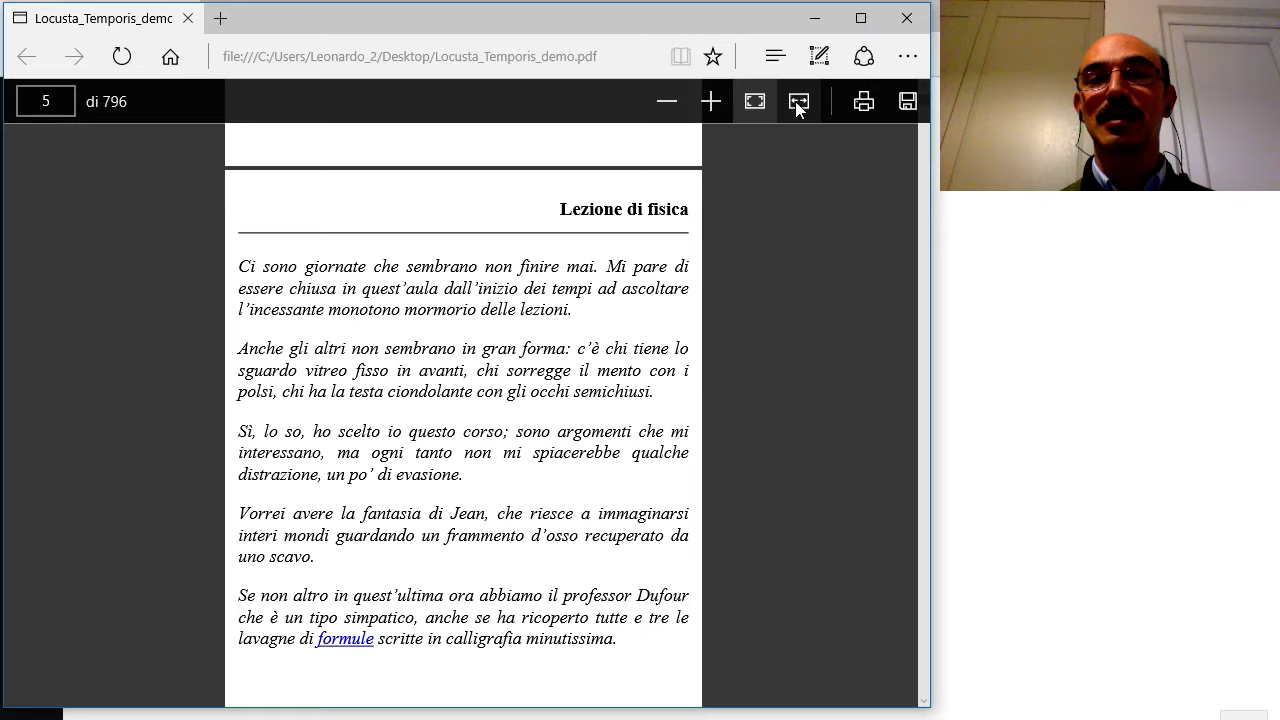 Locusta_Temporis_demo
file:///C:/Users/Leonardo_2/Desktop/Locusta_Temporis_demo.pdf
5 di 796
Lezione di fisica
Ci sono giornate che sembrano non finire mai. Mi pare di
essere chiusa in quest’aula dall’inizio dei tempi ad ascoltare
l’incessante monotono mormorio delle lezioni.
Anche gli altri non sembrano in gran forma: c’è chi tiene lo
sguardo vitreo fisso in avanti, chi sorregge il mento con i
polsi, chi ha la testa ciondolante con gli occhi semichiusi.
Sì, lo so, ho scelto io questo corso; sono argomenti che mi
interessano, ma ogni tanto non mi spiacerebbe qualche
distrazione, un po’ di evasione.
Vorrei avere la fantasia di Jean, che riesce a immaginarsi
interi mondi guardando un frammento d’osso recuperato da
uno scavo.
Se non altro in quest’ultima ora abbiamo il professor Dufour
che è un tipo simpatico, anche se ha ricoperto tutte e tre le
lavagne di formule scritte in calligrafia minutissima.